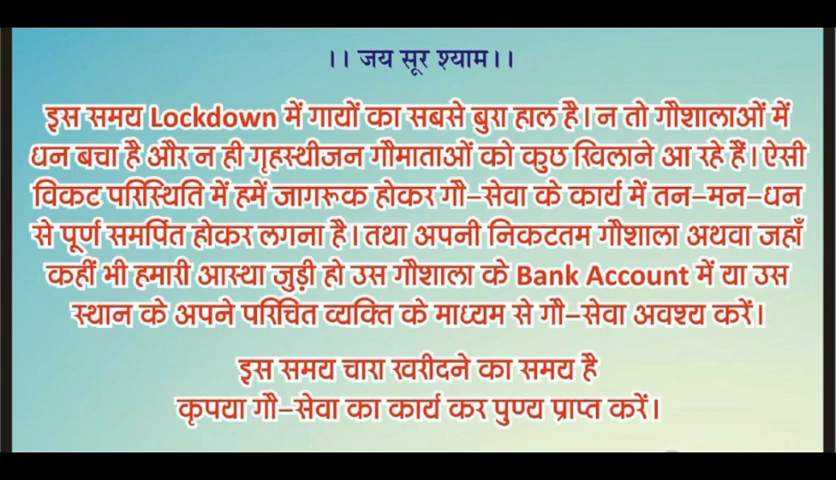 ।। जय सूर श्याम।।
इस समय Lockdown में गायों का सबसे बुरा हाल है। न तो गौशालाओं में
धन बचा है और न ही गृहस्थीजन गौमाताओं को कुछ खिलाने आ रहे हैं। ऐसी
विकट परिस्थिति में हमें जागरूक होकर गौ-सेवा के कार्य में तन-मन-धन
से पूर्ण समर्पित होकर लगना है। तथा अपनी निकटतम गौशाला अथवा जहाँ
कहीं भी हमारी आस्था जुड़ी हो उस गौशाला के Bank Account में या उस
स्थान के अपने परिचित व्यक्ति के माध्यम से गौ-सेवा अवश्य करें।
इस समय चारा खरीदने का समय है
कृपया गौ-सेवा का कार्य कर पुण्य प्राप्त करें।